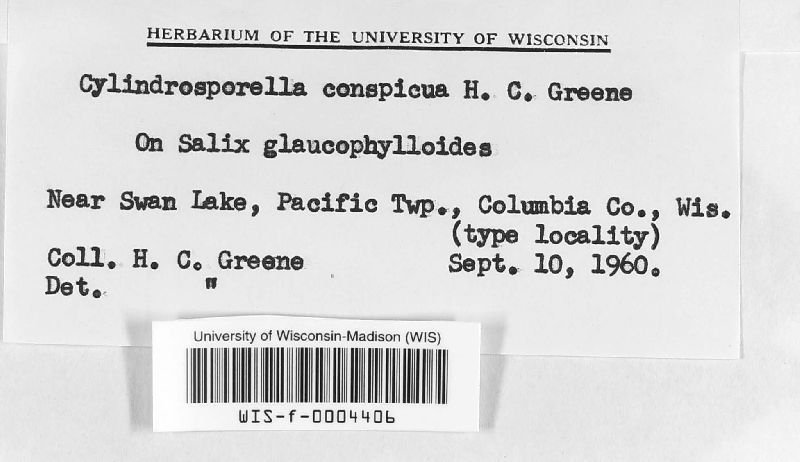 HERBARIUM OF THE UNIVERSITY OF WISCONSIN
Cylindrosporella conspicua H. C. Greene
On Salix glaucophylloides
Near Swan Lake, Pacific Twp., Columbia Co., Wis.
(type locality)
Coll. H. C. Greene Sept. 10, 1960.
Det. "
University of Wisconsin-Madison (WIS)
WIS-f-0004406